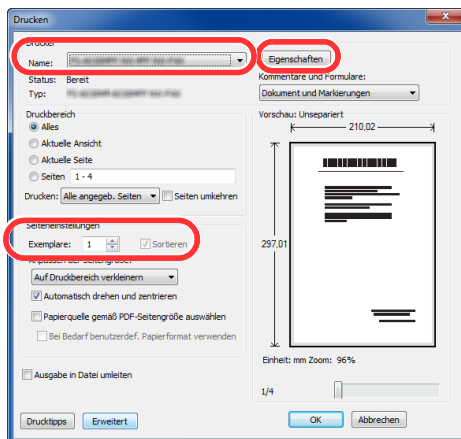 Drucken
Drucker
Name:
Eigenschaften
Status: Bereit
Kommentare und Formulare:
Typ:
Dokument und Markierungen
Druckbereich
Vorschau: Unsepariert
Alles
210,02
Aktuelle Ansicht
Aktuelle Seite
Seiten 1 - 4
Drucken: Alle angegeb. Seiten Seiten umkehren
Seiteneinstellungen
Exemplare: 1 Sortieren
297,01
Anpassen der Seitengröße:
Auf Druckbereich verkleinern
Automatisch drehen und zentrieren
Papierquelle gemäß PDF-Seitengröße auswählen
Bei Bedarf benutzerdef. Papierformat verwenden
Einheit: mm Zoom: 96%
Ausgabe in Datei umleiten
1/4
Drucktipps Erweitert OK Abbrechen